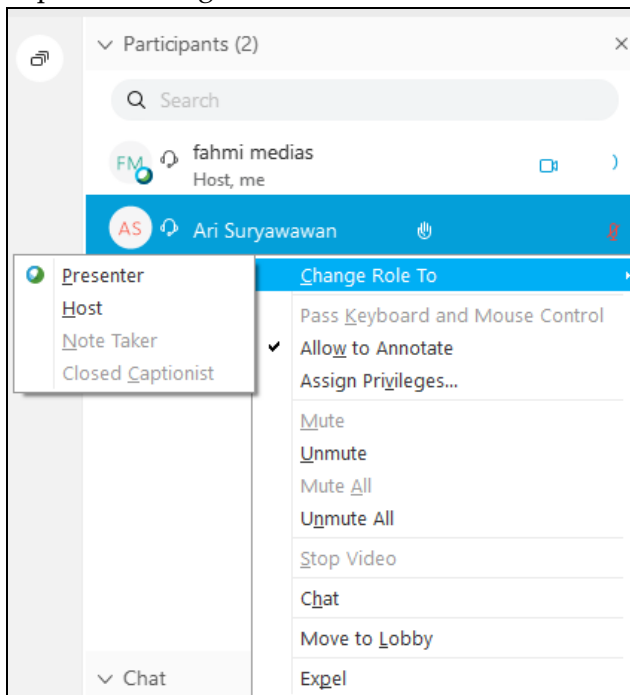 Participants (2)
Search
FM
fahmi medias
Host, me
AS
Ari Suryawawan
Presenter
Host
Note Taker
Closed Captionist
Change Role To
Pass Keyboard and Mouse Control
Allow to Annotate
Assign Privileges...
Mute
Unmute
Mute All
Unmute All
Stop Video
Chat
Move to Lobby
Expel
Chat